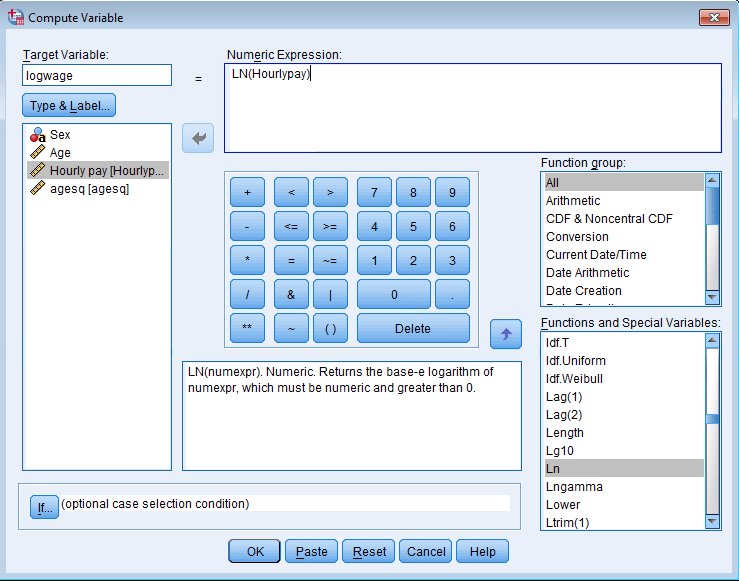 Compute Variable
Target Variable:
logwage
=
Numeric Expression:
LN(Hourlypay)
Type & Label...
Sex
Age
Hourly pay [Hourlyp...
agesq [agesq]
+ < > 7 8 9
- <= >= 4 5 6
* = ~= 1 2 3
/ & | 0 .
** ~ ( ) Delete
Function group:
All
Arithmetic
CDF & Noncentral CDF
Conversion
Current Date/Time
Date Arithmetic
Date Creation
Functions and Special Variables:
Idf.T
Idf.Uniform
Idf.Weibull
Lag(1)
Lag(2)
Length
Lg10
Ln
Lngamma
Lower
Ltrim(1)
LN(numexpr). Numeric. Returns the base-e logarithm of
numexpr, which must be numeric and greater than 0.
If... (optional case selection condition)
OK Paste Reset Cancel Help